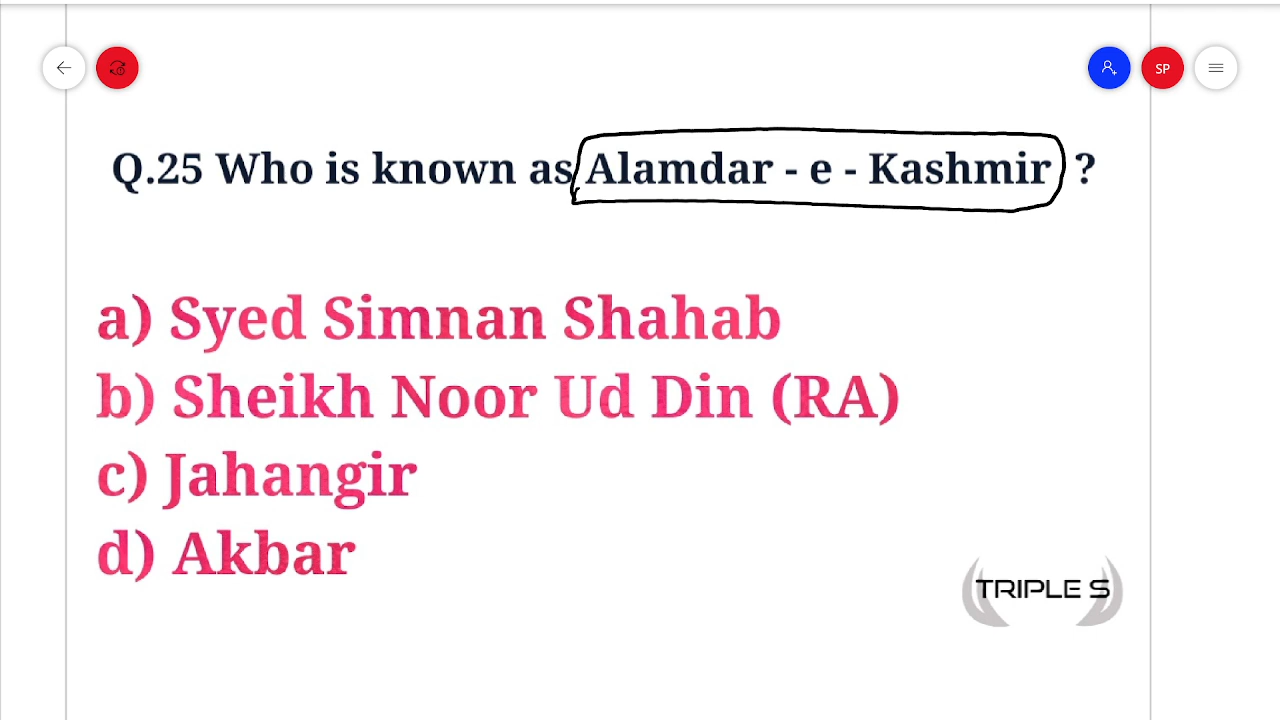 SP
Q.25 Who is known as Alamdar - e - Kashmir ?
a) Syed Simnan Shahab
b) Sheikh Noor Ud Din (RA)
c) Jahangir
d) Akbar
TRIPLE S